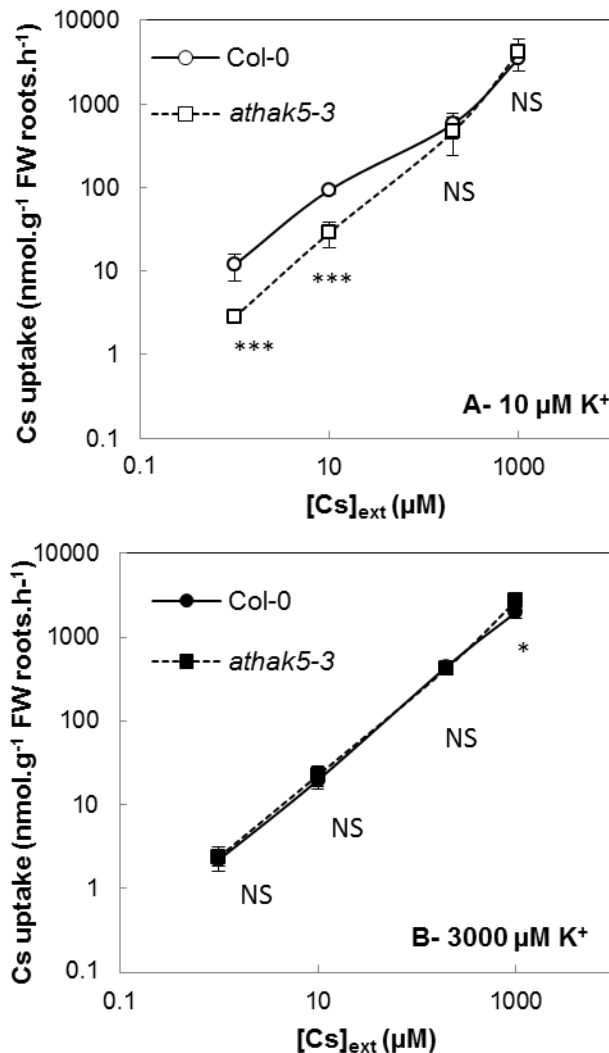 10000
1000
100
10
1
0.1
Cs uptake (nmol.g⁻¹ FW roots.h⁻¹)
Col-0
athak5-3
NS
NS
***
***
A- 10 µM K⁺
0.1
10
1000
[Cs]ext (µM)
10000
1000
100
10
1
0.1
Cs uptake (nmol.g⁻¹ FW roots.h⁻¹)
Col-0
athak5-3
*
NS
NS
NS
B- 3000 µM K⁺
0.1
10
1000
[Cs]ext (µM)